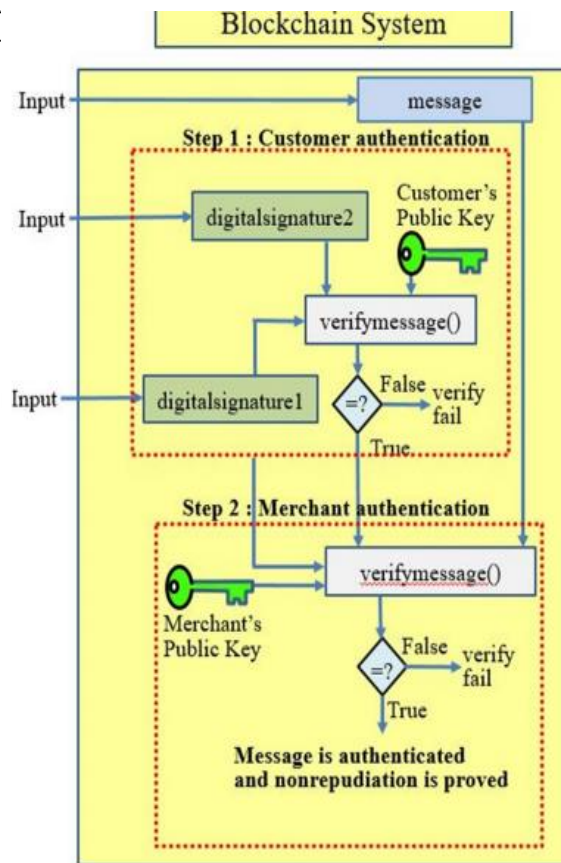 Blockchain System
Input
message
Step 1 : Customer authentication
Customer's
Public Key
Input
digitalsignature2
verifymessage()
Input
digitalsignature1
=?
False
verify
fail
True
Step 2 : Merchant authentication
verifymessage()
Merchant's
Public Key
=?
False
verify
fail
True
Message is authenticated
and nonrepudiation is proved